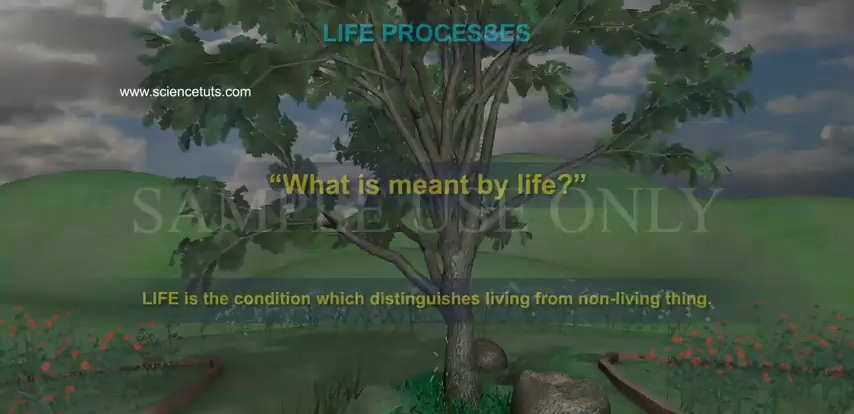 LIFE PROCESSES
www.sciencetuts.com
“What is meant by life?”
SAMPLE USE ONLY
LIFE is the condition which distinguishes living from non-living thing.